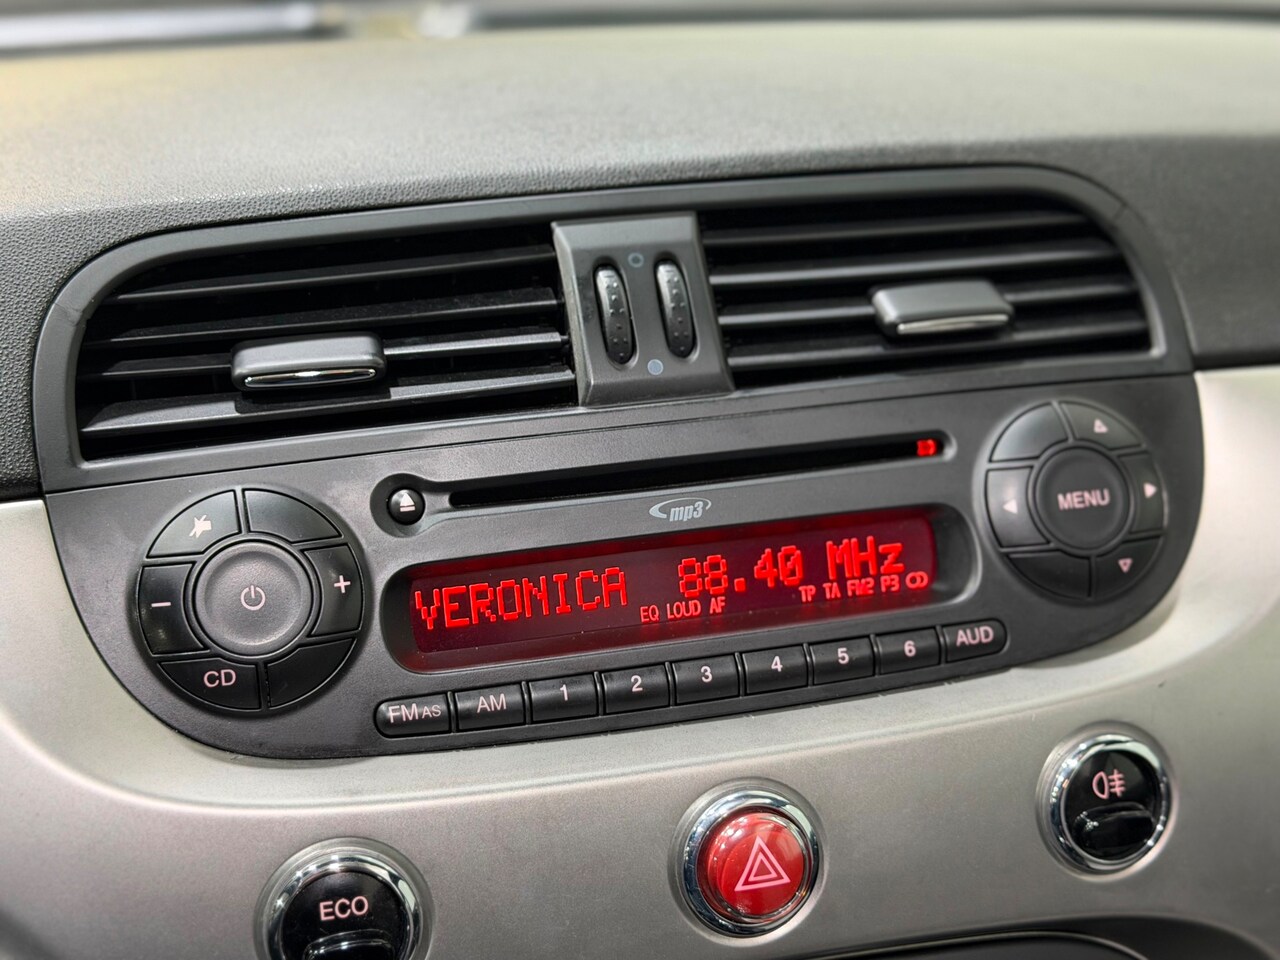 mp3
MENU
VERONICA 88.40 MHz
EQ LOUD AF TP TA FM2 P3
CD
FM AS AM 1 2 3 4 5 6 AUD
ECO